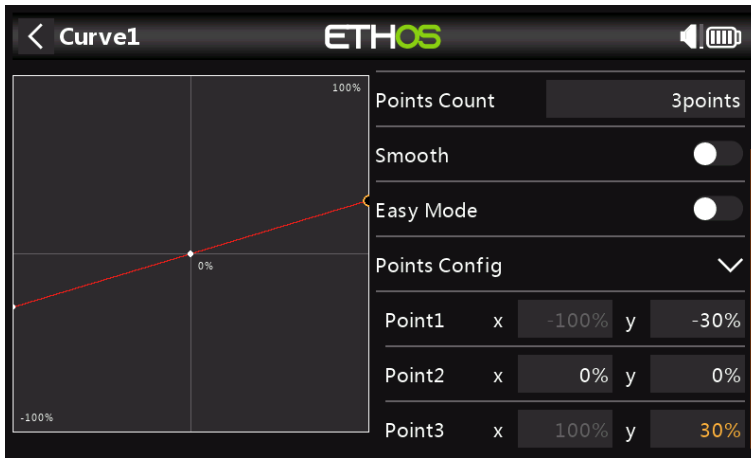 Curve1
ETHOS
100%
0%
-100%
Points Count 3points
Smooth
Easy Mode
Points Config
Point1 x -100% y -30%
Point2 x 0% y 0%
Point3 x 100% y 30%